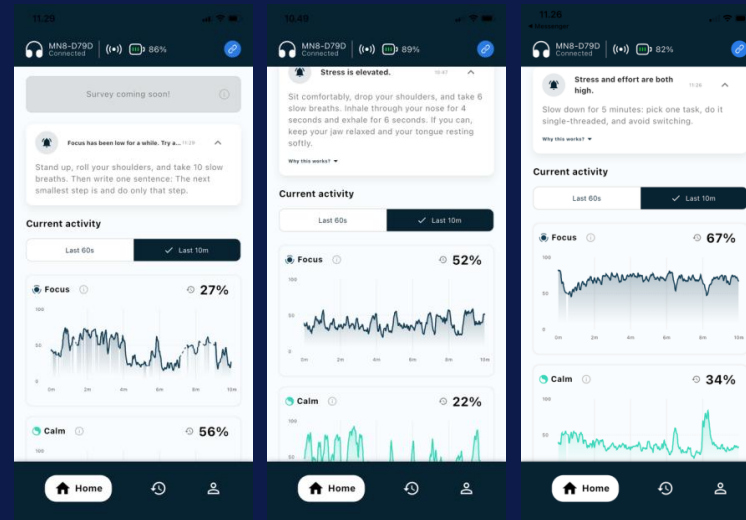 11.29
MN8-D79D
Connected
86%
Survey coming soon!
Focus has been low for a while. Try a... 11:29
Stand up, roll your shoulders, and take 10 slow
breaths. Then write one sentence: The next
smallest step is and do only that step.
Current activity
Last 60s
Last 10m
Focus
27%
100
50
0
0m 2m 4m 6m 8m 10m
Calm
56%
100
Home
10.49
MN8-D79D
Connected
89%
Stress is elevated. 10:47
Sit comfortably, drop your shoulders, and take 6
slow breaths. Inhale through your nose for 4
seconds and exhale for 6 seconds. If you can,
keep your jaw relaxed and your tongue resting
softly.
Why this works?
Current activity
Last 60s
Last 10m
Focus
52%
100
50
0
0m 2m 4m 6m 8m 10m
Calm
22%
100
50
Home
11.26
Messenger
MN8-D79D
Connected
82%
Stress and effort are both
high.
11:26
Slow down for 5 minutes: pick one task, do it
single-threaded, and avoid switching.
Why this works?
Current activity
Last 60s
Last 10m
Focus
67%
100
50
0
0m 2m 4m 6m 8m 10m
Calm
34%
100
50
Home